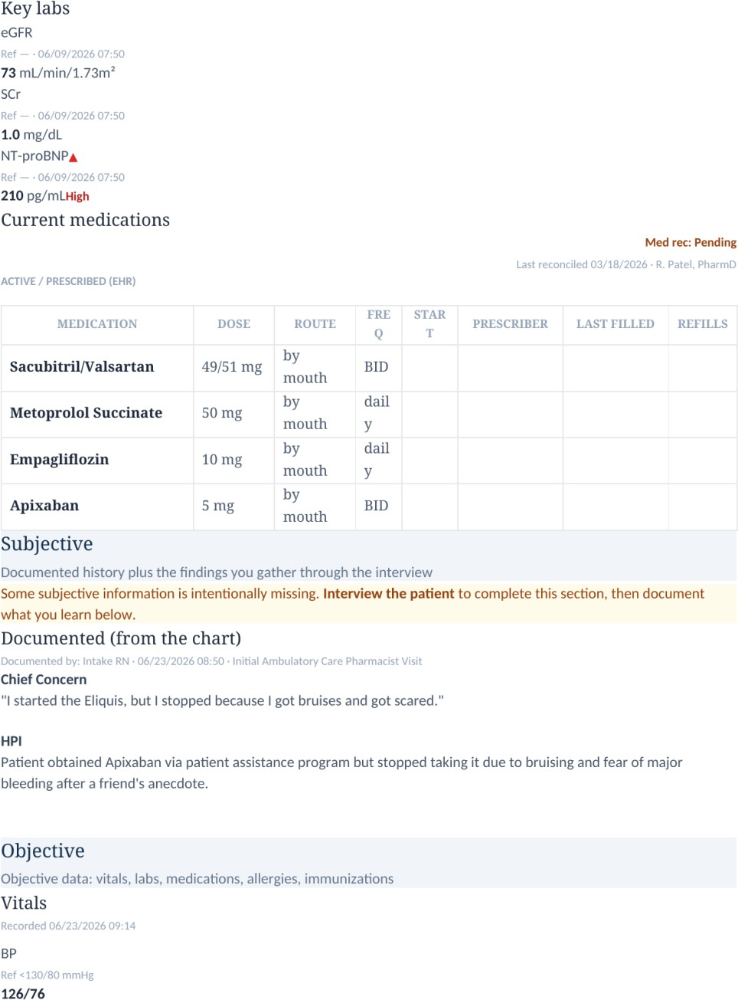 Key labs
eGFR
Ref — · 06/09/2026 07:50
73 mL/min/1.73m²
SCr
Ref — · 06/09/2026 07:50
1.0 mg/dL
NT-proBNP▲
Ref — · 06/09/2026 07:50
210 pg/mLHigh
Current medications
Med rec: Pending
Last reconciled 03/18/2026 · R. Patel, PharmD
ACTIVE / PRESCRIBED (EHR)
MEDICATION DOSE ROUTE FRE Q STAR T PRESCRIBER LAST FILLED REFILLS
Sacubitril/Valsartan 49/51 mg by mouth BID
Metoprolol Succinate 50 mg by mouth dail y
Empagliflozin 10 mg by mouth dail y
Apixaban 5 mg by mouth BID
Subjective
Documented history plus the findings you gather through the interview
Some subjective information is intentionally missing. Interview the patient to complete this section, then document
what you learn below.
Documented (from the chart)
Documented by: Intake RN · 06/23/2026 08:50 · Initial Ambulatory Care Pharmacist Visit
Chief Concern
"I started the Eliquis, but I stopped because I got bruises and got scared."
HPI
Patient obtained Apixaban via patient assistance program but stopped taking it due to bruising and fear of major
bleeding after a friend's anecdote.
Objective
Objective data: vitals, labs, medications, allergies, immunizations
Vitals
Recorded 06/23/2026 09:14
BP
Ref <130/80 mmHg
126/76